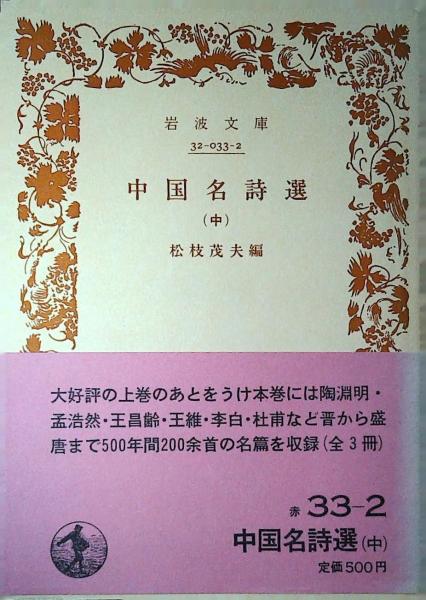 岩波文庫
32-033-2
中国名詩選
(中)
松枝茂夫編
大好評の上巻のあとをうけ本巻には陶淵明・
孟浩然・王昌齢・王維・李白・杜甫など晋から盛
唐まで500年間200余首の名篇を収録(全3冊)
赤 33-2
中国名詩選(中)
定価500円